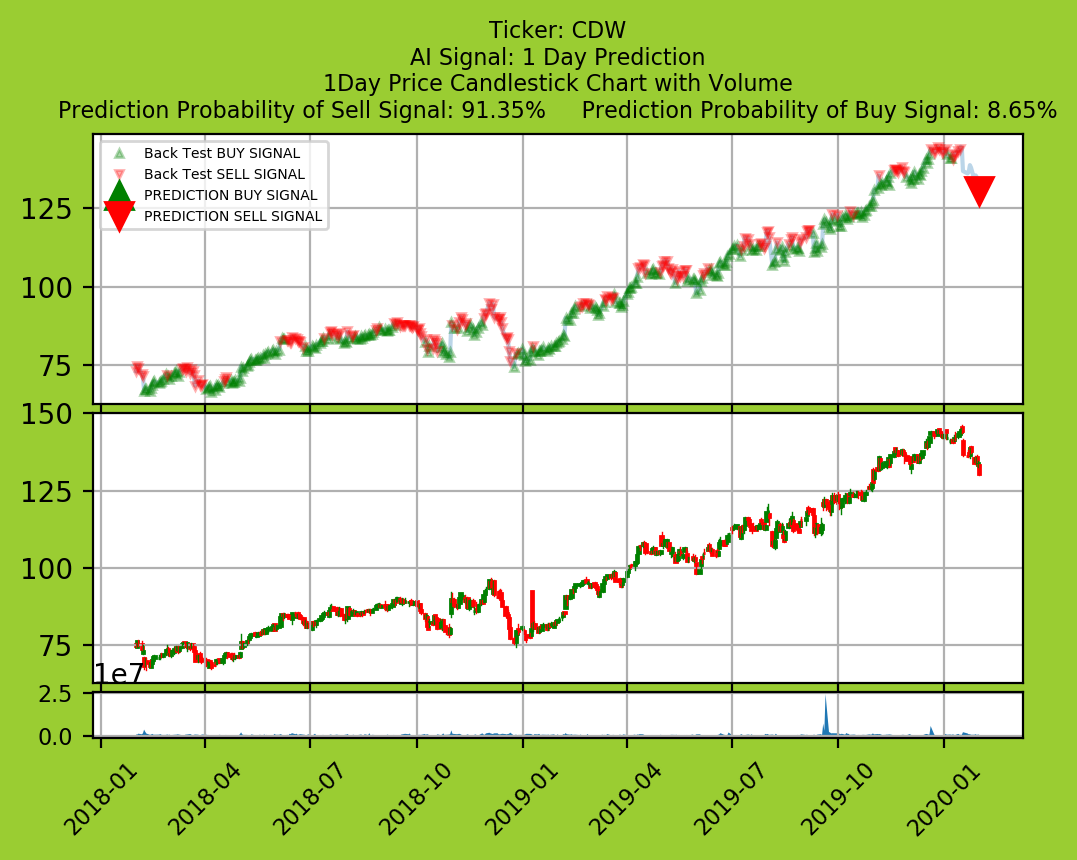 Ticker: CDW
AI Signal: 1 Day Prediction
1Day Price Candlestick Chart with Volume
Prediction Probability of Sell Signal: 91.35%     Prediction Probability of Buy Signal: 8.65%
Back Test BUY SIGNAL
Back Test SELL SIGNAL
PREDICTION BUY SIGNAL
PREDICTION SELL SIGNAL
125
100
75
150
125
100
75
1e7
2.5
0.0
2018-01 2018-04 2018-07 2018-10 2019-01 2019-04 2019-07 2019-10 2020-01